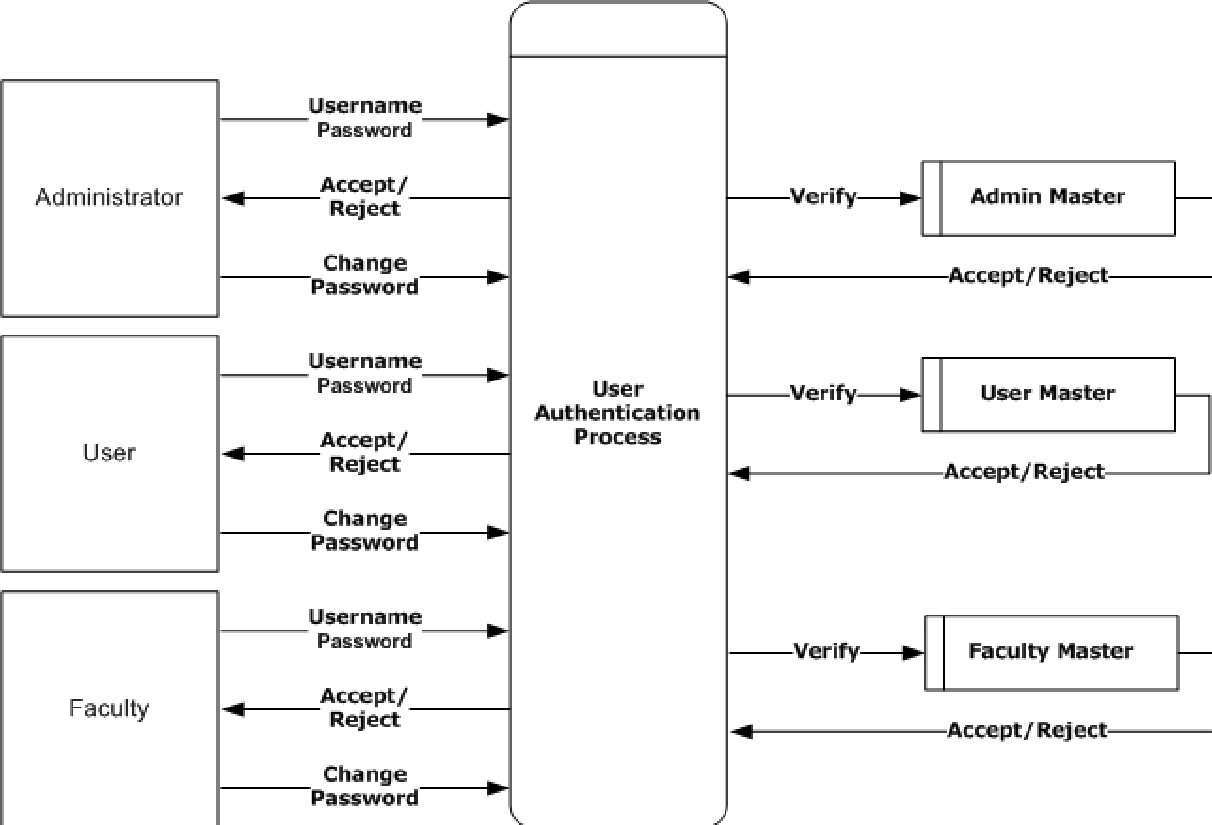 Administrator
Username
Password
Accept/
Reject
Change
Password
User
Username
Password
Accept/
Reject
Change
Password
Faculty
Username
Password
Accept/
Reject
Change
Password
User
Authentication
Process
Verify
Admin Master
Accept/Reject
Verify
User Master
Accept/Reject
Verify
Faculty Master
Accept/Reject